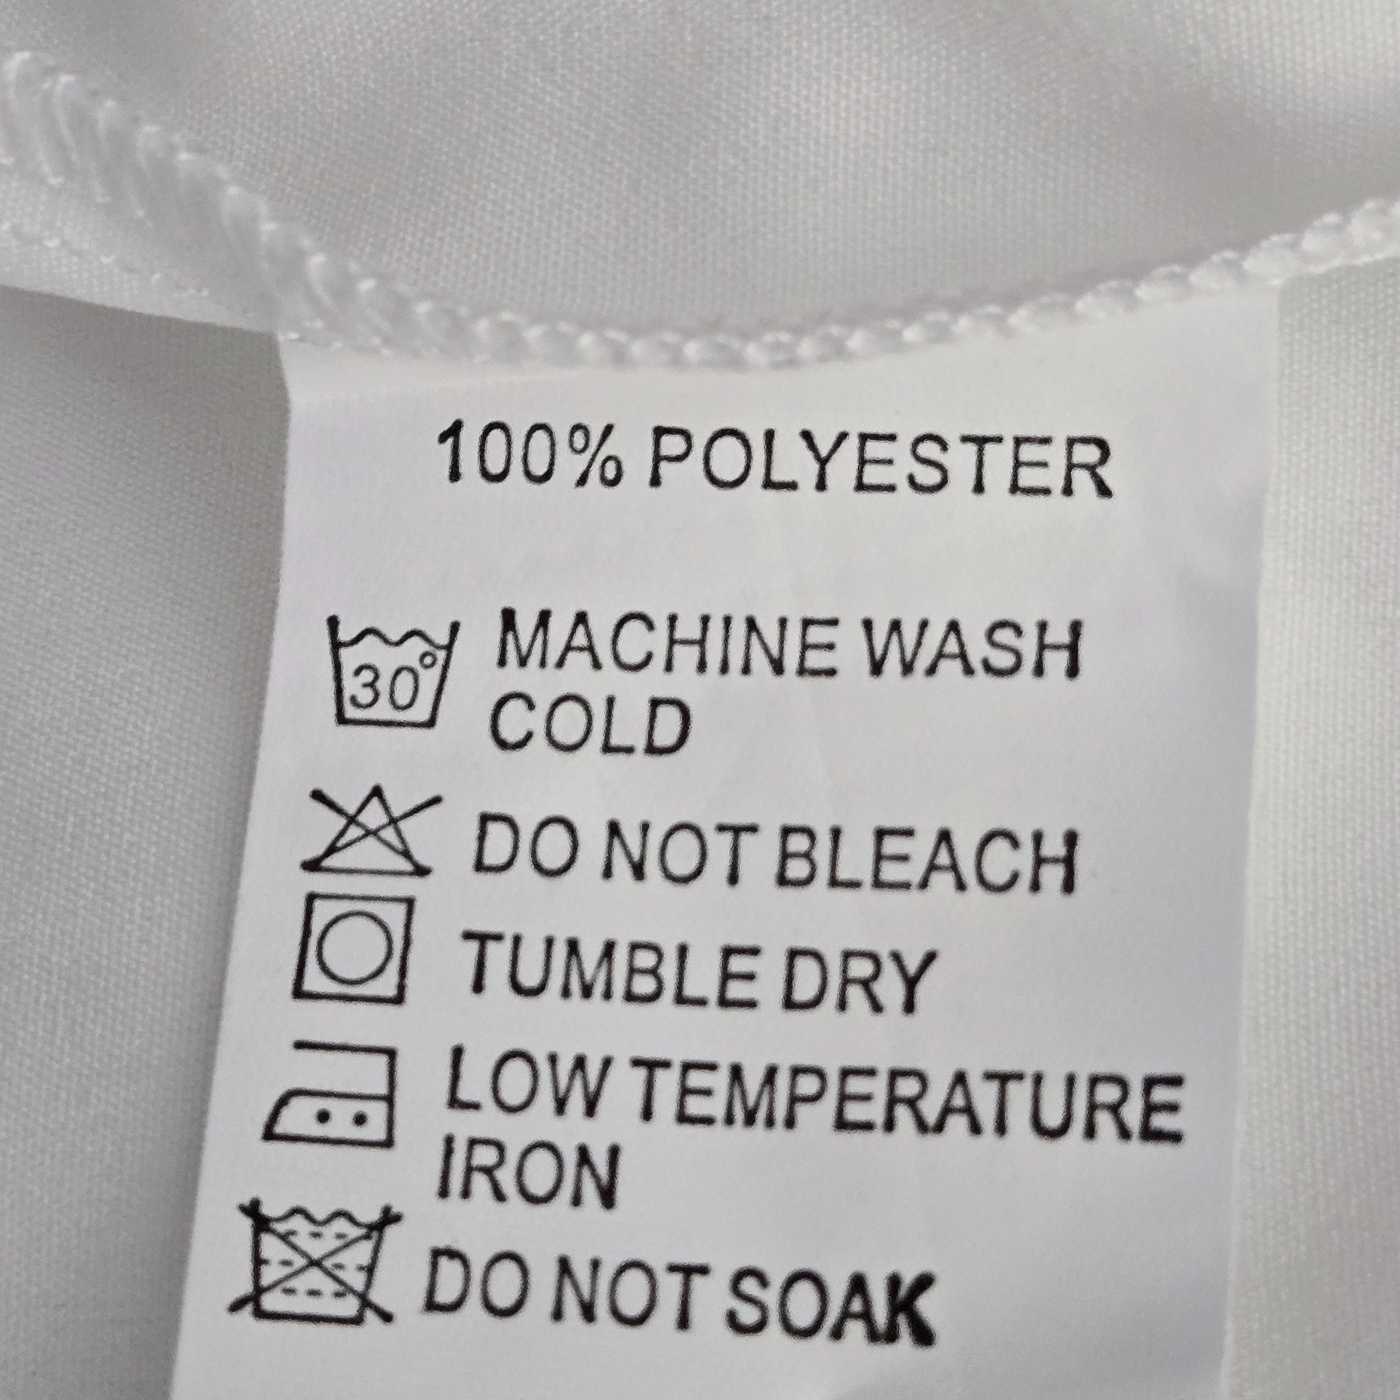 100% POLYESTER
30° MACHINE WASH
COLD
DO NOT BLEACH
TUMBLE DRY
LOW TEMPERATURE
IRON
DO NOT SOAK